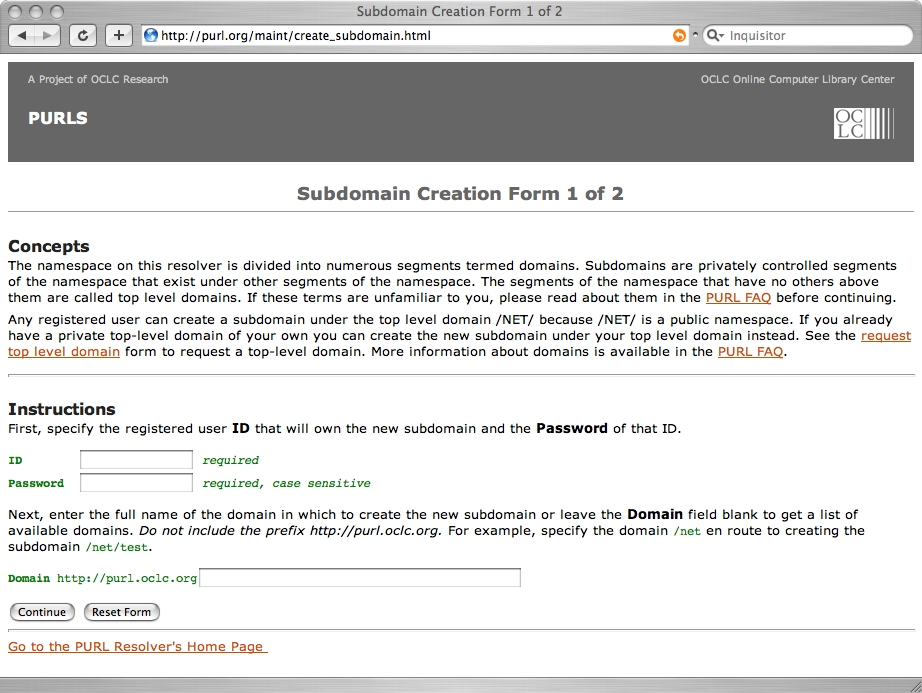 Subdomain Creation Form 1 of 2
http://purl.org/maint/create_subdomain.html
Inquisitor
A Project of OCLC Research
OCLC Online Computer Library Center
PURLS
OC
LC
Subdomain Creation Form 1 of 2
Concepts
The namespace on this resolver is divided into numerous segments termed domains. Subdomains are privately controlled segments
of the namespace that exist under other segments of the namespace. The segments of the namespace that have no others above
them are called top level domains. If these terms are unfamiliar to you, please read about them in the PURL FAQ before continuing.
Any registered user can create a subdomain under the top level domain /NET/ because /NET/ is a public namespace. If you already
have a private top-level domain of your own you can create the new subdomain under your top level domain instead. See the request
top level domain form to request a top-level domain. More information about domains is available in the PURL FAQ.
Instructions
First, specify the registered user ID that will own the new subdomain and the Password of that ID.
ID required
Password required, case sensitive
Next, enter the full name of the domain in which to create the new subdomain or leave the Domain field blank to get a list of
available domains. Do not include the prefix http://purl.oclc.org. For example, specify the domain /net en route to creating the
subdomain /net/test.
Domain http://purl.oclc.org
Continue Reset Form
Go to the PURL Resolver's Home Page